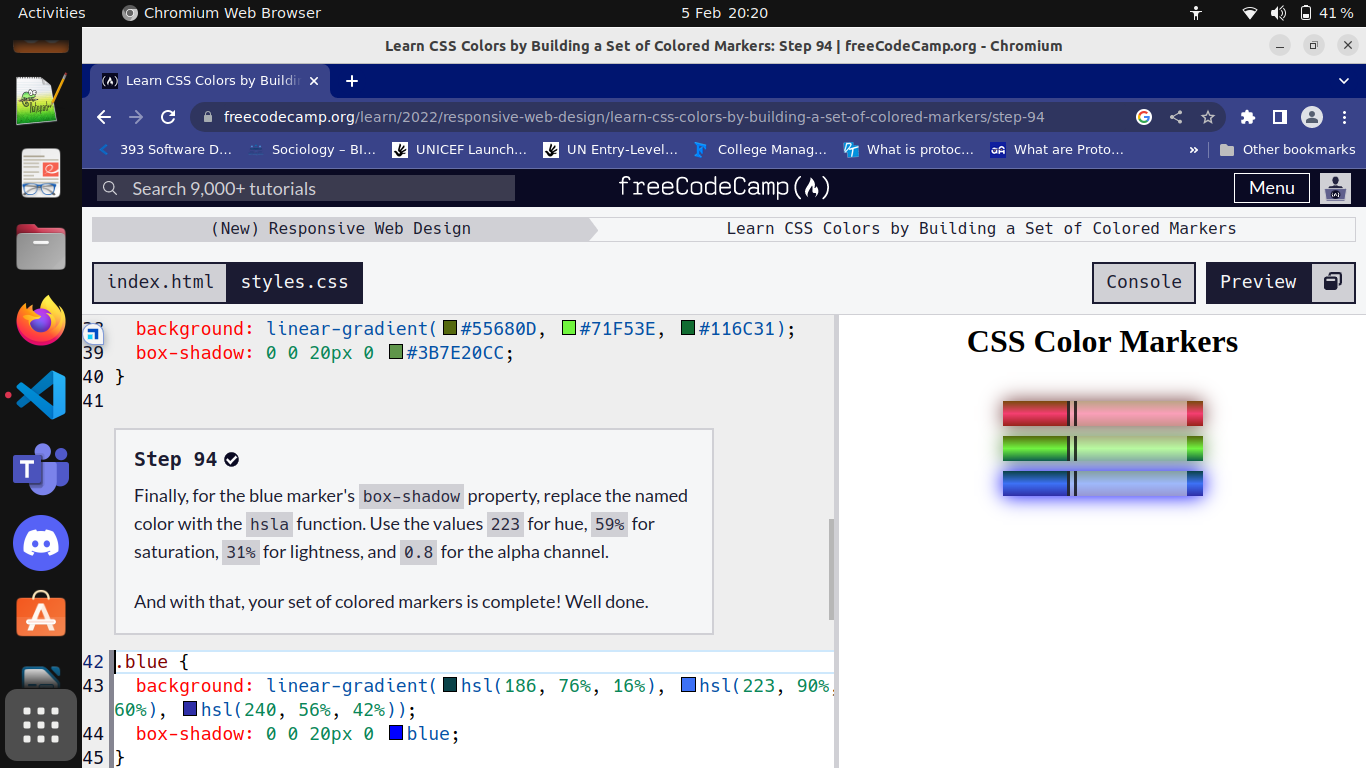 Activities Chromium Web Browser 5 Feb 20:20 41 %
Learn CSS Colors by Building a Set of Colored Markers: Step 94 | freeCodeCamp.org - Chromium
Learn CSS Colors by Buildi
freecodecamp.org/learn/2022/responsive-web-design/learn-css-colors-by-building-a-set-of-colored-markers/step-94
393 Software D... Sociology – BI... UNICEF Launch... UN Entry-Level... College Manag... What is protoc... What are Proto... » Other bookmarks
Search 9,000+ tutorials freeCodeCamp(🔥) Menu
(New) Responsive Web Design Learn CSS Colors by Building a Set of Colored Markers
index.html styles.css Console Preview
38 background: linear-gradient(#55680D, #71F53E, #116C31);
39 box-shadow: 0 0 20px 0 #3B7E20CC;
40 }
41
Step 94
Finally, for the blue marker's box-shadow property, replace the named
color with the hsla function. Use the values 223 for hue, 59% for
saturation, 31% for lightness, and 0.8 for the alpha channel.
And with that, your set of colored markers is complete! Well done.
42 .blue {
43 background: linear-gradient(hsl(186, 76%, 16%), hsl(223, 90%,
60%), hsl(240, 56%, 42%));
44 box-shadow: 0 0 20px 0 blue;
45 }
CSS Color Markers